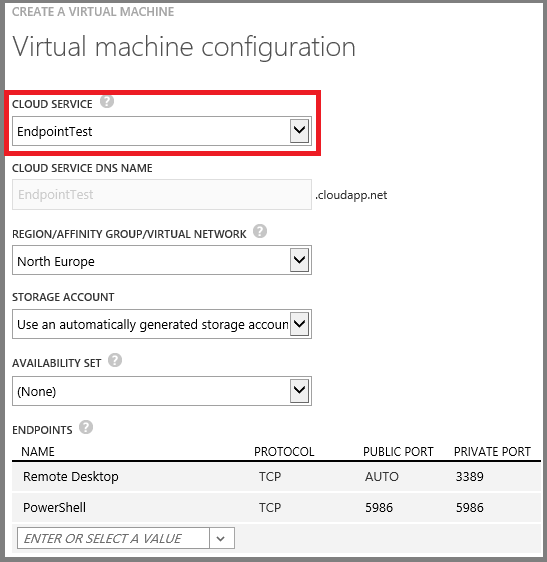 CREATE A VIRTUAL MACHINE
Virtual machine configuration
CLOUD SERVICE ?
EndpointTest
CLOUD SERVICE DNS NAME
EndpointTest .cloudapp.net
REGION/AFFINITY GROUP/VIRTUAL NETWORK ?
North Europe
STORAGE ACCOUNT
Use an automatically generated storage accoun
AVAILABILITY SET ?
(None)
ENDPOINTS ?
NAME PROTOCOL PUBLIC PORT PRIVATE PORT
Remote Desktop TCP AUTO 3389
PowerShell TCP 5986 5986
ENTER OR SELECT A VALUE